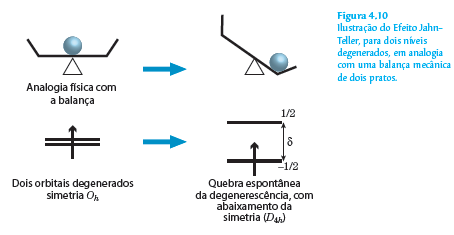 Figura 4.10
Ilustração do Efeito Jahn–
Teller, para dois níveis
degenerados, em analogia
com uma balança mecânica
de dois pratos.
Analogia física com
a balança
1/2
δ
–1/2
Dois orbitais degenerados
simetria Oh
Quebra espontânea
da degenerescência, com
abaixamento da
simetria (D4h)